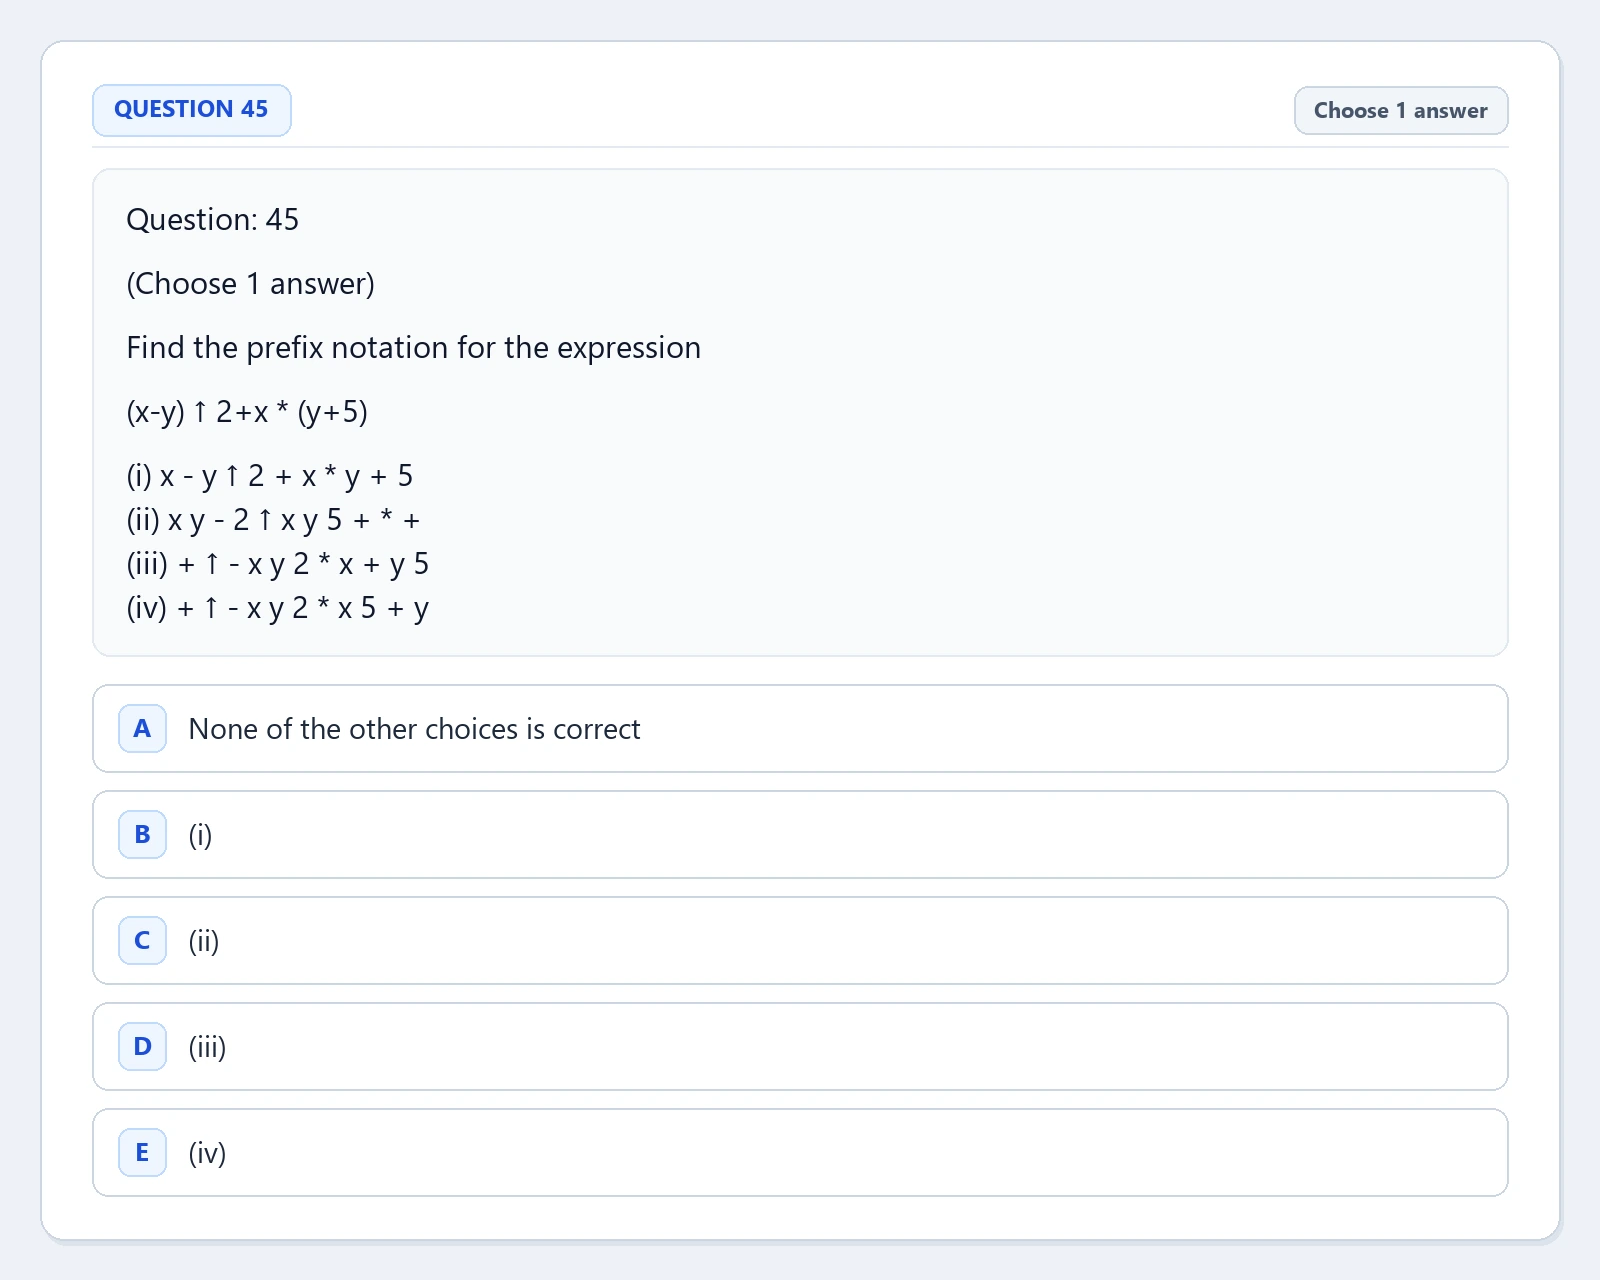 QUESTION 45
Choose 1 answer
Question: 45
(Choose 1 answer)
Find the prefix notation for the expression
(x-y) ↑ 2+x * (y+5)
(i) x - y ↑ 2 + x * y + 5
(ii) x y - 2 ↑ x y 5 + * +
(iii) + ↑ - x y 2 * x + y 5
(iv) + ↑ - x y 2 * x 5 + y
A None of the other choices is correct
B (i)
C (ii)
D (iii)
E (iv)